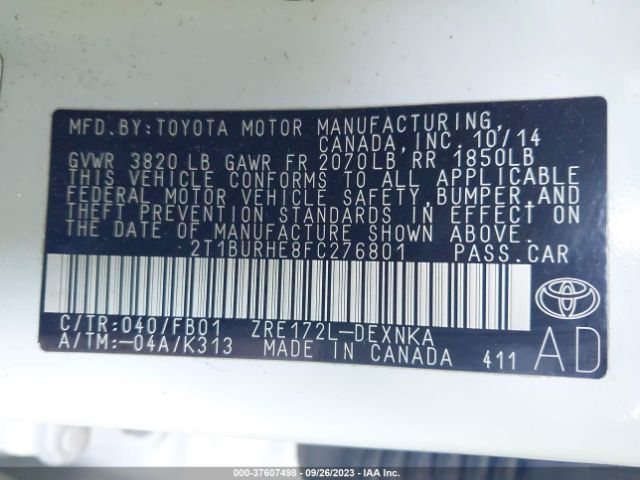 MFD.BY:TOYOTA MOTOR MANUFACTURING,
CANADA,INC. 10/14
GVWR 3820 LB GAWR FR 2070LB RR 1850LB
THIS VEHICLE CONFORMS TO ALL APPLICABLE
FEDERAL MOTOR VEHICLE SAFETY,BUMPER,AND
THEFT PREVENTION STANDARDS IN EFFECT ON
THE DATE OF MANUFACTURE SHOWN ABOVE.
2T1BURHE8FC276801 PASS.CAR
C/TR:040/FB01 ZRE172L-DEXNKA
A/TM:-04A/K313 MADE IN CANADA 411
AD
TOYOTA
000-37607498 - 09/26/2023 - IAA Inc.